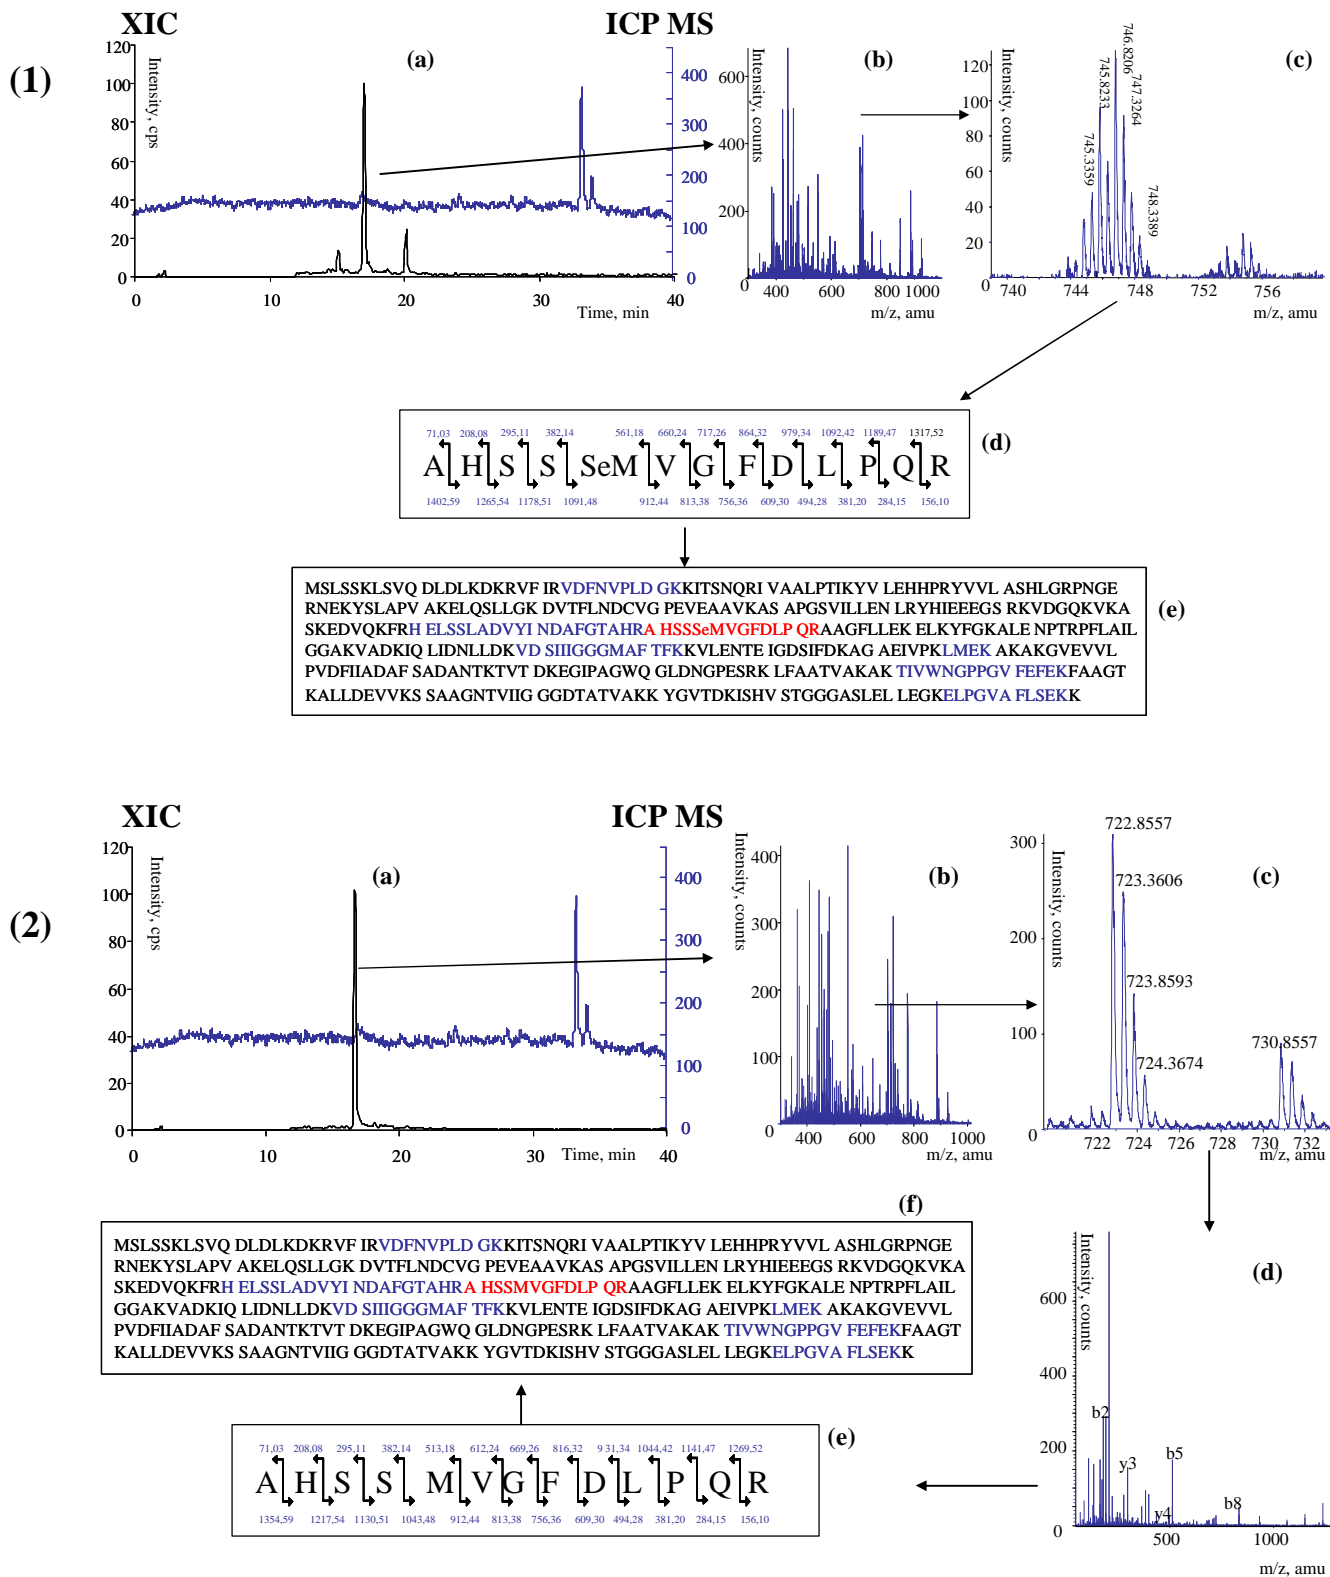 XIC ICP MS
(1)
(a)
Intensity, cps
120
100
80
60
40
20
0
400
300
200
100
0
0 10 20 30 40
Time, min
(b)
Intensity, counts
600
400
200
0
400 600 800 1000
m/z, amu
(c)
Intensity, counts
120
100
80
60
40
20
0
745.3359
745.8233
746.8206
747.3264
748.3389
740 744 748 752 756
m/z, amu
71,03 208,08 295,11 382,14 561,18 660,24 717,26 864,32 979,34 1092,42 1189,47 1317,52
A H S S SeM V G F D L P Q R
1402,59 1265,54 1178,51 1091,48 912,44 813,38 756,36 609,30 494,28 381,20 284,15 156,10
(d)
MSLSSKLSVQ DLDLKDKRVF IRVDFNVPLD GKKITSNQRI VAALPTIKYV LEHHPRYVVL ASHLGRPNGE
RNEKYSLAPV AKELQSLLGK DVTFLNDCVG PEVEAAVKAS APGSVILLEN LRYHIEEEGS RKVDGQKVKA
SKEDVQKFRH ELSSLADVYI NDAFGTAHRA HSSSeMVGFDLP QRAAGFLLEK ELKYFGKALE NPTRPFLAIL
GGAKVADKIQ LIDNLLDKVD SIIIGGGMAF TFKKVLENTE IGDSIFDKAG AEIVPKLMEK AKAKGVEVVL
PVDFIIADAF SADANTKTVT DKEGIPAGWQ GLDNGPESRK LFAATVAKAK TIVWNGPPGV FEFEKFAAGT
KALLDEVVKS SAAGNTVIIG GGDTATVAKK YGVTDKISHV STGGGASLEL LEGKELPGVA FLSEKK
(e)
XIC ICP MS
(2)
(a)
Intensity, cps
120
100
80
60
40
20
0
400
300
200
100
0
0 10 20 30 40
Time, min
(b)
Intensity, counts
400
300
200
100
0
400 600 800 1000
m/z, amu
(c)
Intensity, counts
300
200
100
0
722.8557
723.3606
723.8593
724.3674
730.8557
722 724 726 728 730 732
m/z, amu
(f)
MSLSSKLSVQ DLDLKDKRVF IRVDFNVPLD GKKITSNQRI VAALPTIKYV LEHHPRYVVL ASHLGRPNGE
RNEKYSLAPV AKELQSLLGK DVTFLNDCVG PEVEAAVKAS APGSVILLEN LRYHIEEEGS RKVDGQKVKA
SKEDVQKFRH ELSSLADVYI NDAFGTAHRA HSSMVGFDLP QRAAGFLLEK ELKYFGKALE NPTRPFLAIL
GGAKVADKIQ LIDNLLDKVD SIIIGGGMAF TFKKVLENTE IGDSIFDKAG AEIVPKLMEK AKAKGVEVVL
PVDFIIADAF SADANTKTVT DKEGIPAGWQ GLDNGPESRK LFAATVAKAK TIVWNGPPGV FEFEKFAAGT
KALLDEVVKS SAAGNTVIIG GGDTATVAKK YGVTDKISHV STGGGASLEL LEGKELPGVA FLSEKK
(d)
Intensity, counts
600
400
200
0
b2
y3
y4
b5
b8
500 1000
m/z, amu
(e)
71,03 208,08 295,11 382,14 513,18 612,24 669,26 816,32 9 31,34 1044,42 1141,47 1269,52
A H S S M V G F D L P Q R
1354,59 1217,54 1130,51 1043,48 912,44 813,38 756,36 609,30 494,28 381,20 284,15 156,10